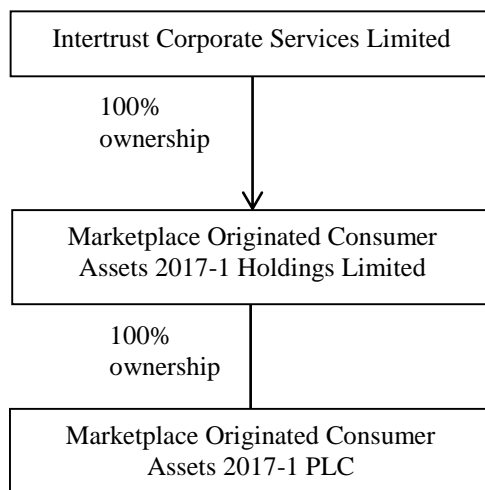 Intertrust Corporate Services Limited
100%
ownership
Marketplace Originated Consumer
Assets 2017-1 Holdings Limited
100%
ownership
Marketplace Originated Consumer
Assets 2017-1 PLC